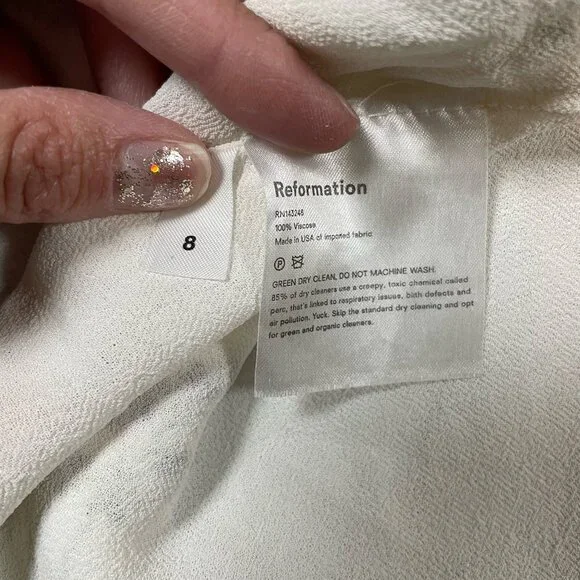 8
Reformation
RN143248
100% Viscose
Made in USA of imported fabric
P
GREEN DRY CLEAN, DO NOT MACHINE WASH.
85% of dry cleaners use a creepy, toxic chemical called
perc, that's linked to respiratory issues, birth defects and
air pollution. Yuck. Skip the standard dry cleaning and opt
for green and organic cleaners.